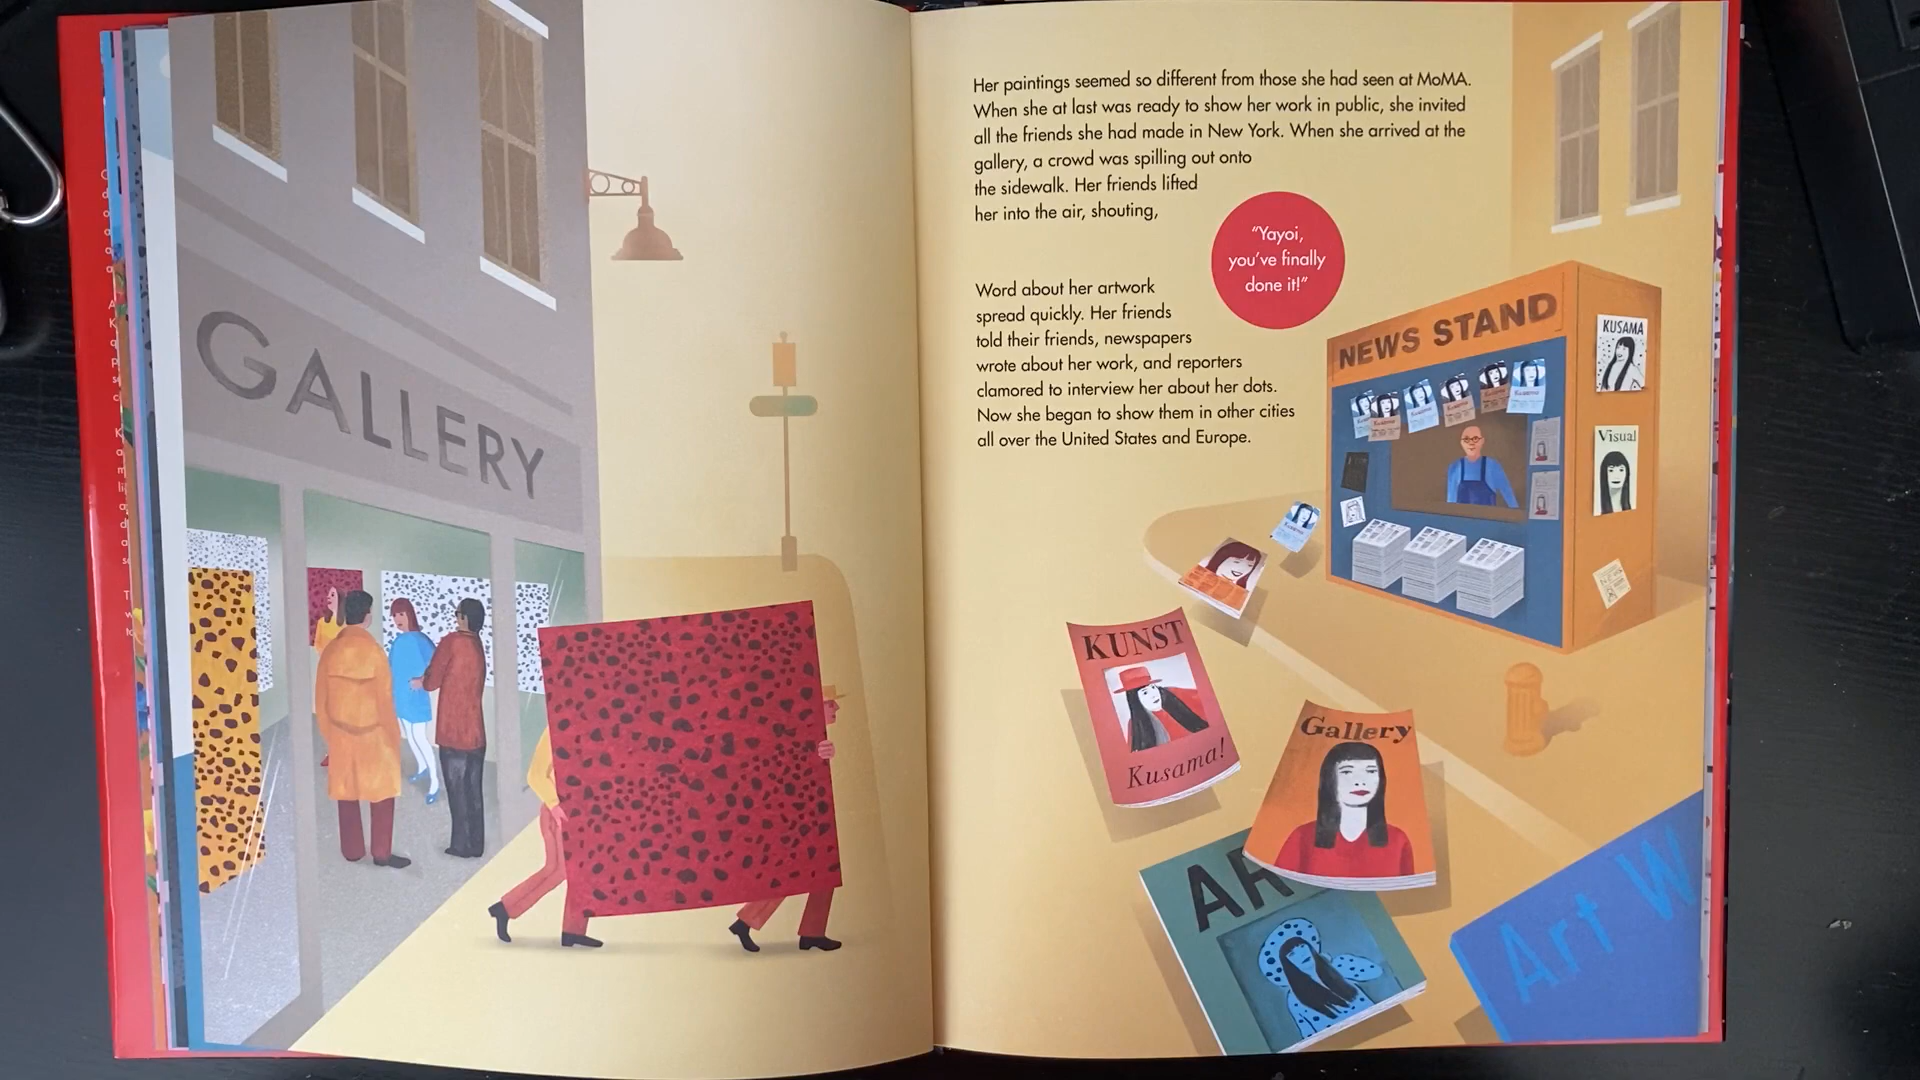 GALLERY
Her paintings seemed so different from those she had seen at MoMA.
When she at last was ready to show her work in public, she invited
all the friends she had made in New York. When she arrived at the
gallery, a crowd was spilling out onto
the sidewalk. Her friends lifted
her into the air, shouting,
“Yayoi,
you’ve finally
done it!”
Word about her artwork
spread quickly. Her friends
told their friends, newspapers
wrote about her work, and reporters
clamored to interview her about her dots.
Now she began to show them in other cities
all over the United States and Europe.
NEWS STAND
KUSAMA
Visual
KUNST
Kusama!
Gallery
AR
Art W